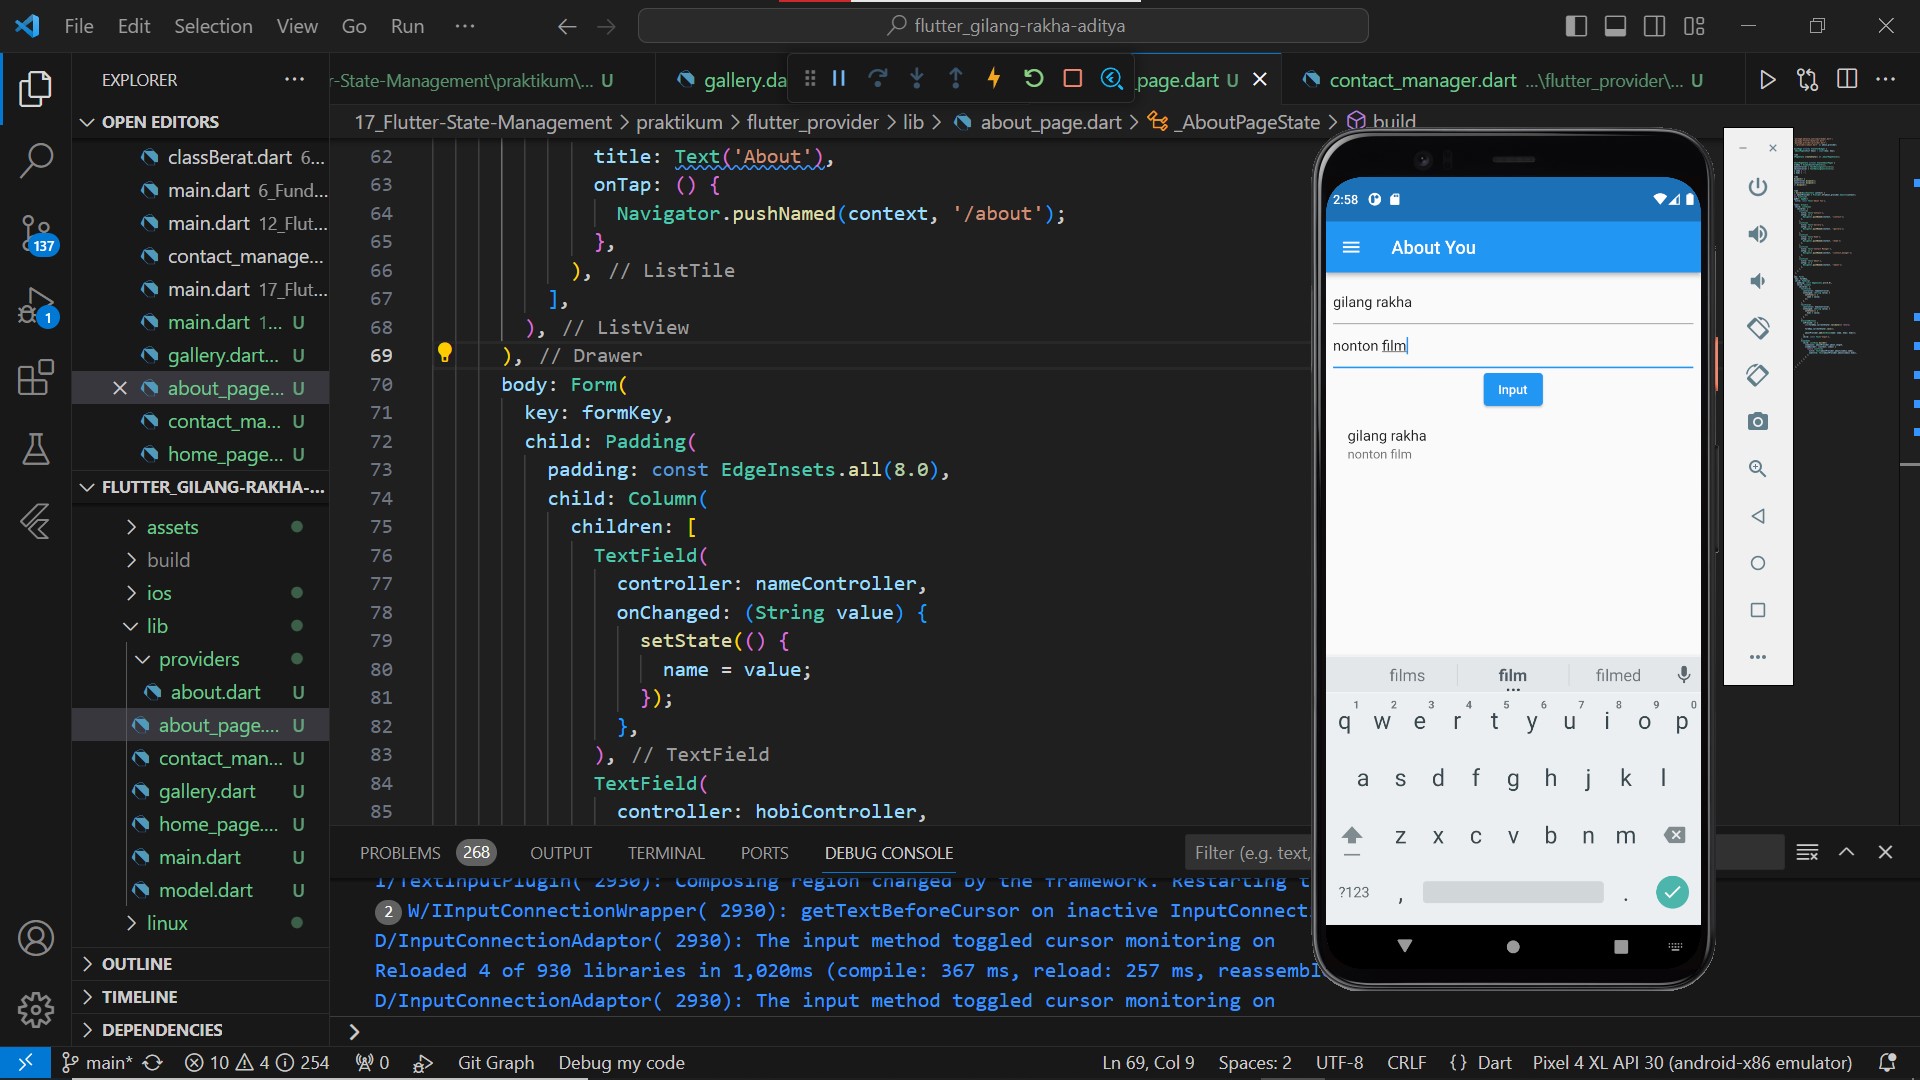 File Edit Selection View Go Run ···
flutter_gilang-rakha-aditya
EXPLORER
OPEN EDITORS
classBerat.dart 6...
main.dart 6_Fund...
main.dart 12_Flut...
contact_manage...
main.dart 17_Flut...
main.dart 1... U
gallery.dart... U
about_page... U
contact_ma... U
home_page... U
FLUTTER_GILANG-RAKHA-...
assets
build
ios
lib
providers
about.dart U
about_page.... U
contact_man... U
gallery.dart U
home_page.... U
main.dart U
model.dart U
linux
OUTLINE
TIMELINE
DEPENDENCIES
137
1
r-State-Management\praktikum\... U
gallery.da
page.dart U
contact_manager.dart ...\flutter_provider\... U
17_Flutter-State-Management > praktikum > flutter_provider > lib > about_page.dart > _AboutPageState > build
62 title: Text('About'),
63 onTap: () {
64 Navigator.pushNamed(context, '/about');
65 },
66 ), // ListTile
67 ],
68 ), // ListView
69 ), // Drawer
70 body: Form(
71 key: formKey,
72 child: Padding(
73 padding: const EdgeInsets.all(8.0),
74 child: Column(
75 children: [
76 TextField(
77 controller: nameController,
78 onChanged: (String value) {
79 setState(() {
80 name = value;
81 });
82 },
83 ), // TextField
84 TextField(
85 controller: hobiController,
PROBLEMS 268 OUTPUT TERMINAL PORTS DEBUG CONSOLE
Filter (e.g. text,
I/TextInputPlugin( 2930): Composing region changed by the framework. Restarting t
2 W/IInputConnectionWrapper( 2930): getTextBeforeCursor on inactive InputConnect
D/InputConnectionAdaptor( 2930): The input method toggled cursor monitoring on
Reloaded 4 of 930 libraries in 1,020ms (compile: 367 ms, reload: 257 ms, reassembl
D/InputConnectionAdaptor( 2930): The input method toggled cursor monitoring on
2:58
About You
gilang rakha
nonton film
Input
gilang rakha
nonton film
films film filmed
1 2 3 4 5 6 7 8 9 0
q w e r t y u i o p
a s d f g h j k l
z x c v b n m
?123 , .
main* 10 4 254 0 Git Graph Debug my code
Ln 69, Col 9 Spaces: 2 UTF-8 CRLF {} Dart Pixel 4 XL API 30 (android-x86 emulator)